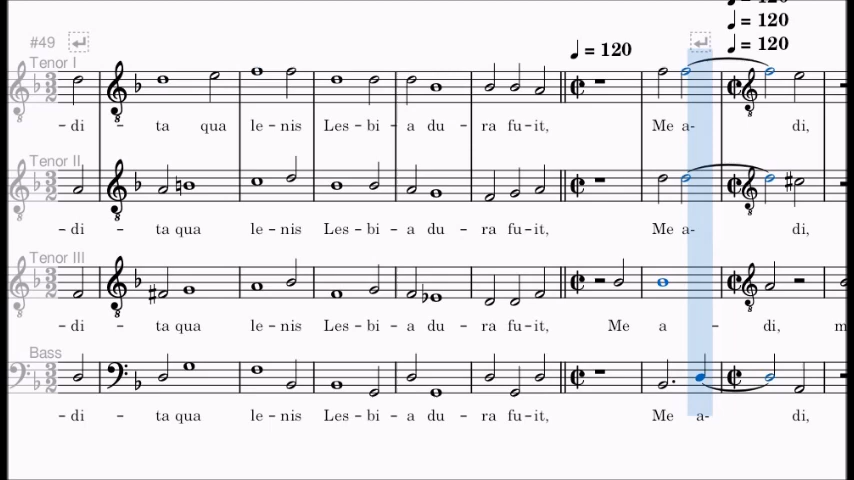 = 120
= 120
#49
= 120
= 120
Tenor I
- di - ta qua le - nis Les - bi - a du - ra fu - it, Me a- di,
Tenor II
- di - ta qua le - nis Les - bi - a du - ra fu - it, Me a- di,
Tenor III
- di - ta qua le - nis Les - bi - a du - ra fu - it, Me a - di, m
Bass
- di - ta qua le - nis Les - bi - a du - ra fu - it, Me a- di,